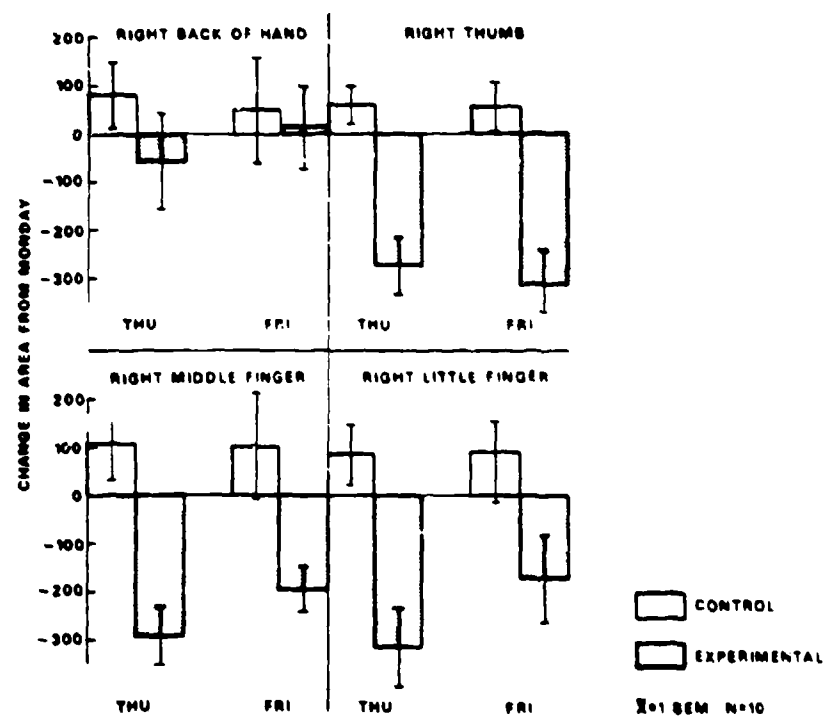 RIGHT BACK OF HAND
RIGHT THUMB
200
100
0
-100
-200
-300
THU
FRI
THU
FRI
CHANGE IN AREA FROM MONDAY
RIGHT MIDDLE FINGER
RIGHT LITTLE FINGER
200
100
0
-100
-200
-300
THU
FRI
THU
FRI
CONTROL
EXPERIMENTAL
=1 SEM N=10